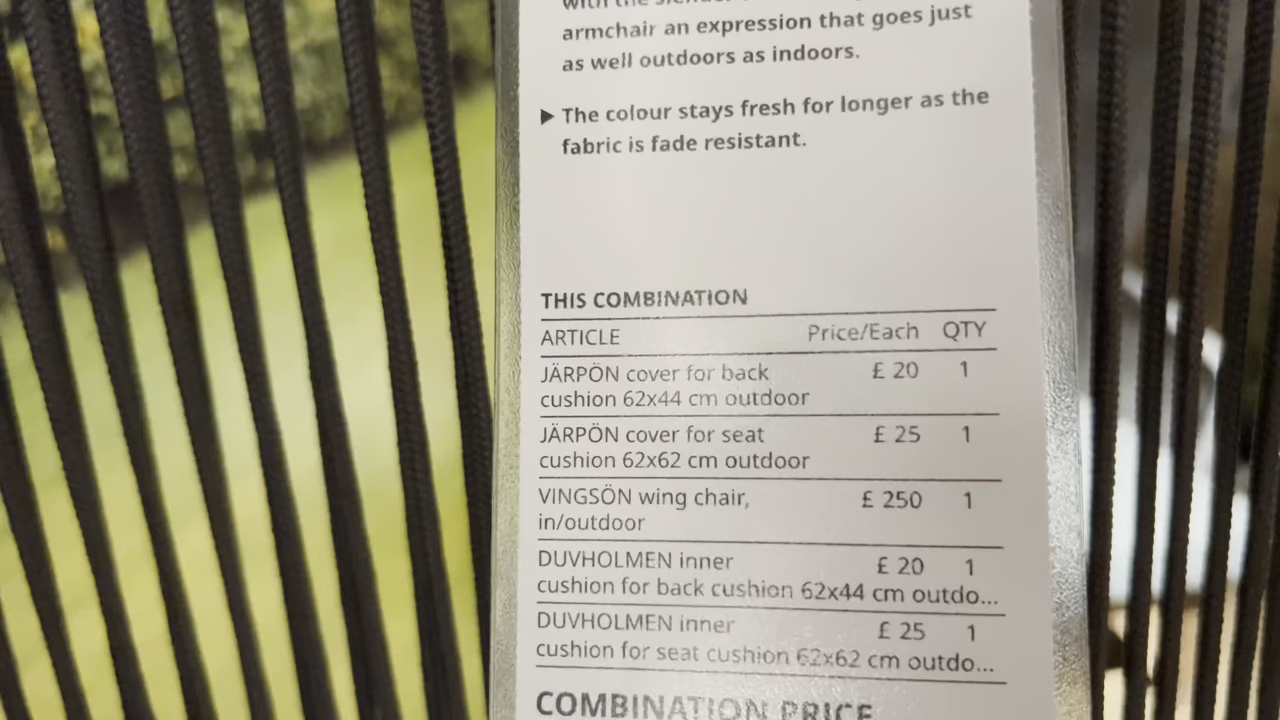 with the
armchair an expression that goes just
as well outdoors as indoors.
▶ The colour stays fresh for longer as the
fabric is fade resistant.
THIS COMBINATION
ARTICLE Price/Each QTY
JÄRPÖN cover for back £ 20 1
cushion 62x44 cm outdoor
JÄRPÖN cover for seat £ 25 1
cushion 62x62 cm outdoor
VINGSÖN wing chair, £ 250 1
in/outdoor
DUVHOLMEN inner £ 20 1
cushion for back cushion 62x44 cm outdo...
DUVHOLMEN inner £ 25 1
cushion for seat cushion 62x62 cm outdo...
COMBINATION PRICE